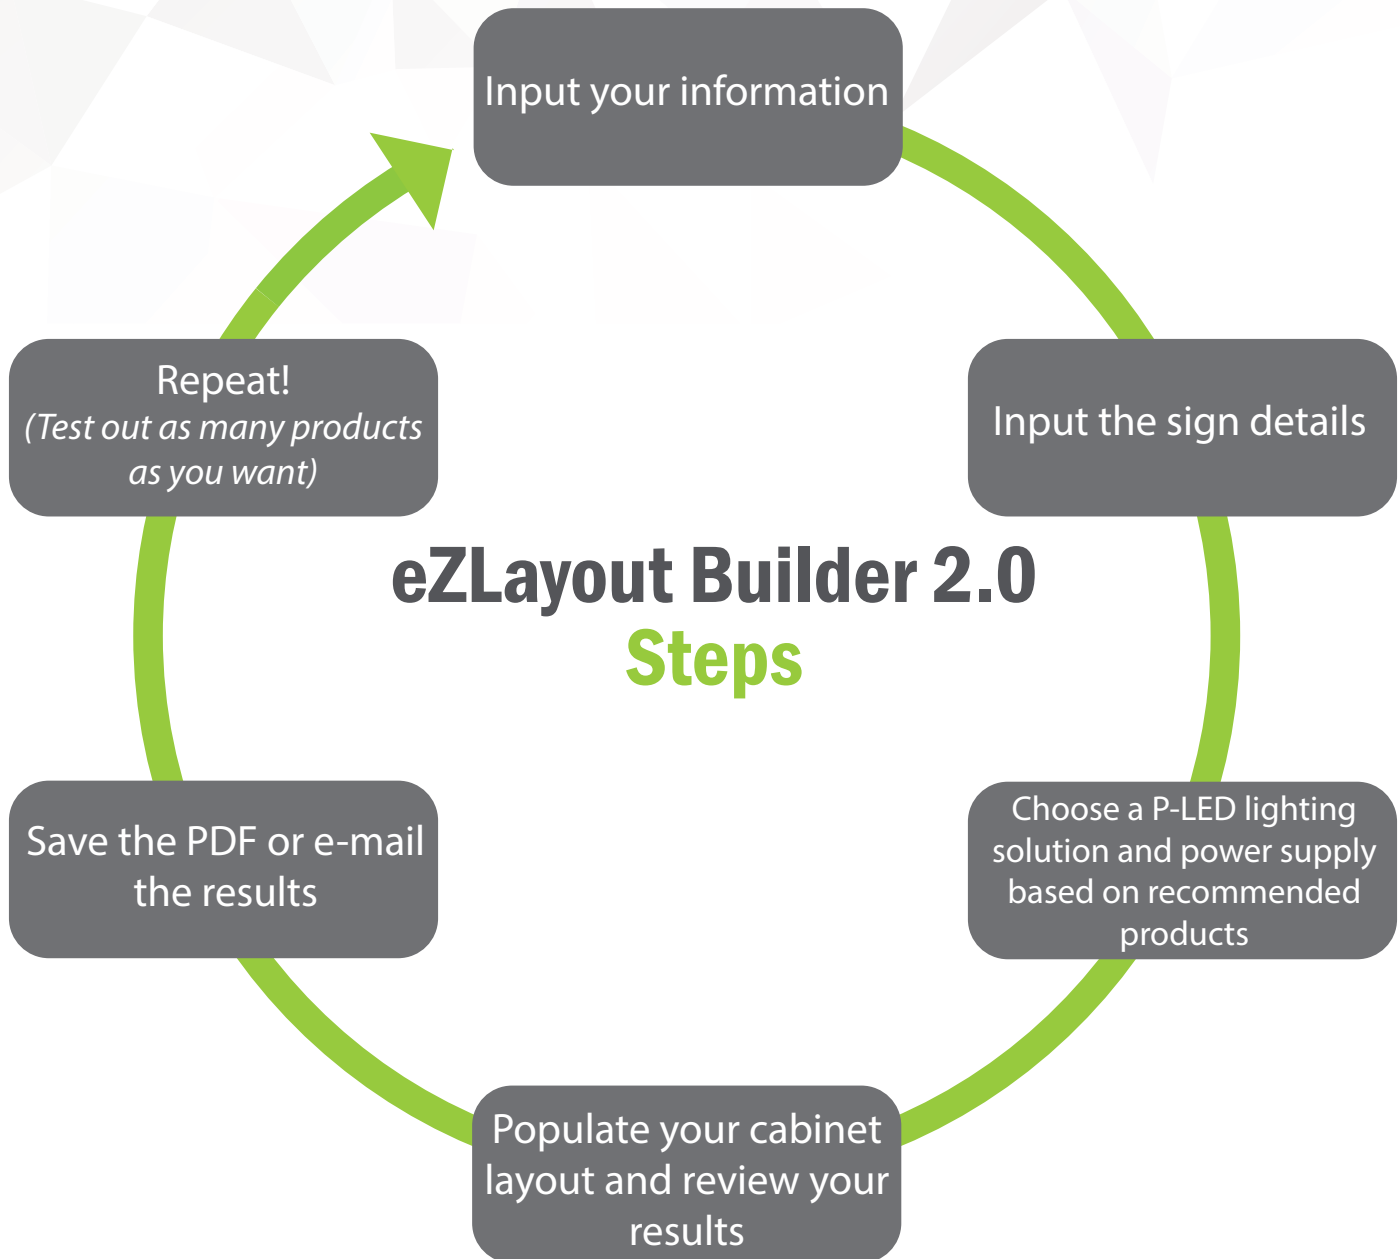 Input your information
Input the sign details
Choose a P-LED lighting
solution and power supply
based on recommended
products
Populate your cabinet
layout and review your
results
Save the PDF or e-mail
the results
Repeat!
(Test out as many products
as you want)
eZLayout Builder 2.0
Steps